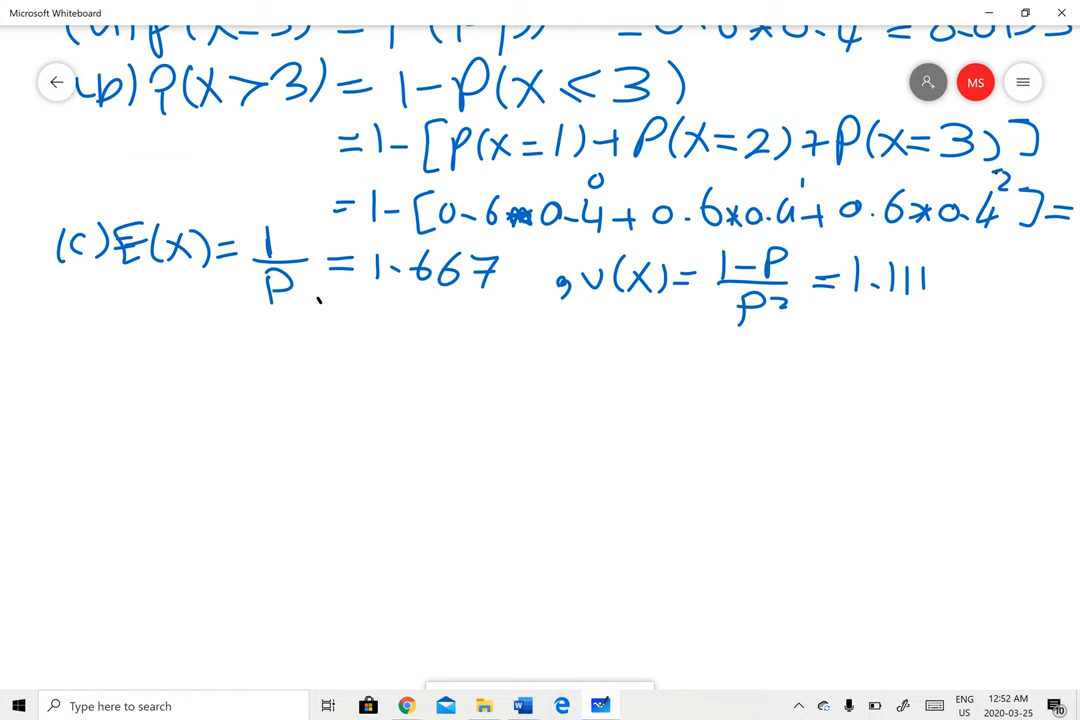 Microsoft Whiteboard
(b) P(X>3) = 1-P(X≤3)
MS
=1-[P(X=1)+P(X=2)+P(X=3)]
=1-[0.6*0.4⁰+0.6*0.4¹+0.6*0.4²]=
(c) E(X)= 1/P = 1.667 , V(X)= 1-P/P² = 1.111
Type here to search
ENG
US
12:52 AM
2020-03-25
10